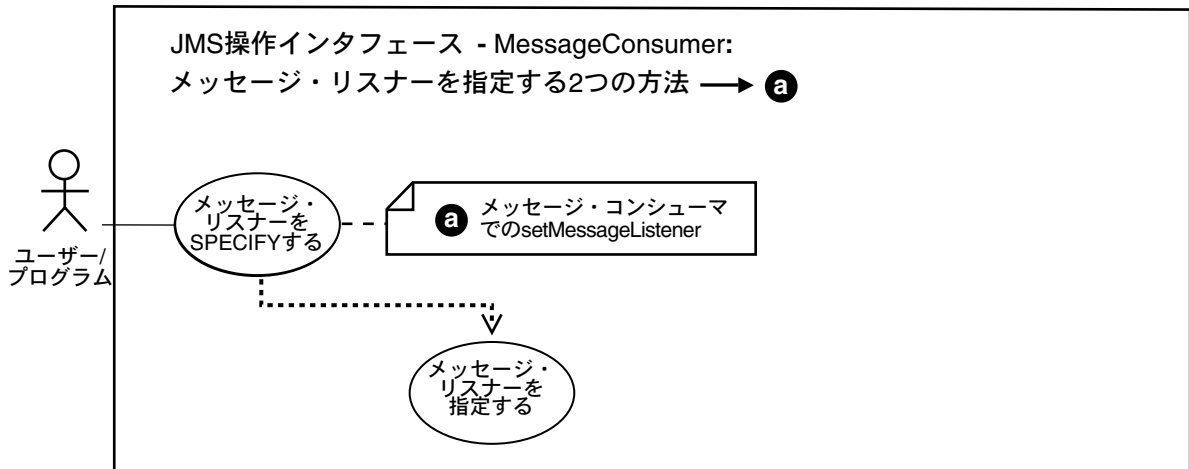 JMS操作インタフェース - MessageConsumer:
メッセージ・リスナーを指定する2つの方法 a
メッセージ・
リスナーを
SPECIFYする
a メッセージ・コンシューマ
でのsetMessageListener
ユーザー/
プログラム
メッセージ・
リスナーを
指定する